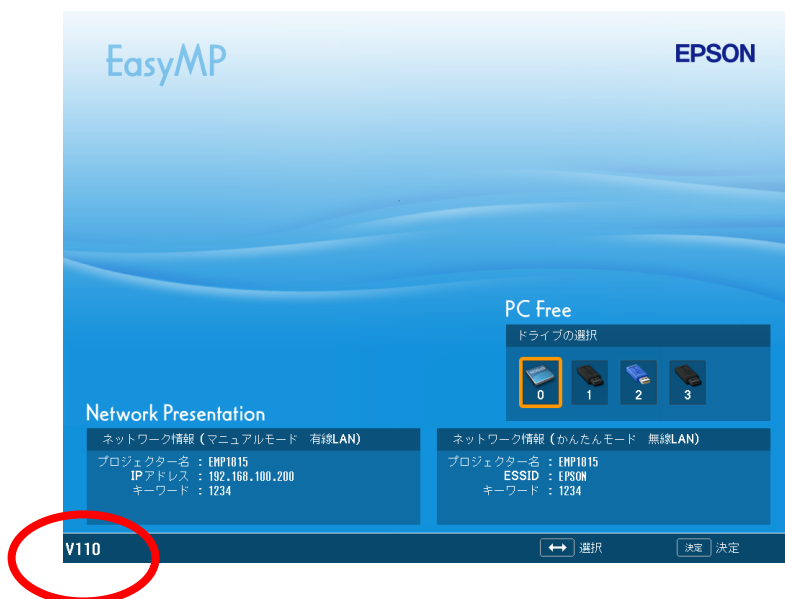 EasyMP
EPSON
PC Free
ドライブの選択
0 1 2 3
Network Presentation
ネットワーク情報 (マニュアルモード 有線LAN)
プロジェクター名 : EMP1815
IPアドレス : 192.168.100.200
キーワード : 1234
ネットワーク情報 (かんたんモード 無線LAN)
プロジェクター名 : EMP1815
ESSID : EPSON
キーワード : 1234
V110
選択
決定 決定